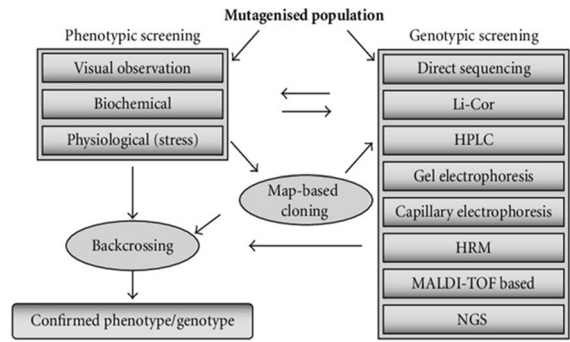 Mutagenised population
Phenotypic screening
Visual observation
Biochemical
Physiological (stress)
Genotypic screening
Direct sequencing
Li-Cor
HPLC
Gel electrophoresis
Capillary electrophoresis
HRM
MALDI-TOF based
NGS
Map-based
cloning
Backcrossing
Confirmed phenotype/genotype